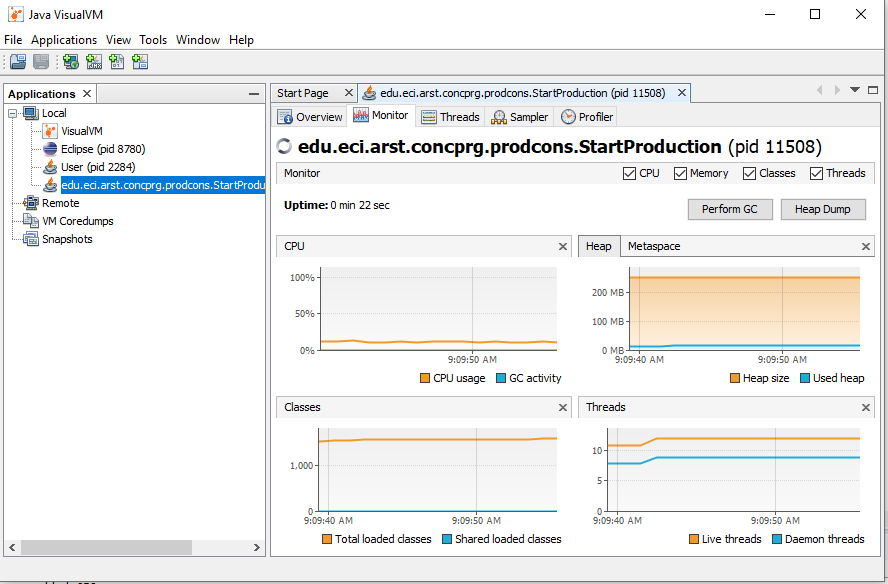 Java VisualVM
File Applications View Tools Window Help
Applications
Local
VisualVM
Eclipse (pid 8780)
User (pid 2284)
edu.eci.arst.concprg.prodcons.StartProdu
Remote
VM Coredumps
Snapshots
Start Page
edu.eci.arst.concprg.prodcons.StartProduction (pid 11508)
Overview Monitor Threads Sampler Profiler
edu.eci.arst.concprg.prodcons.StartProduction (pid 11508)
Monitor CPU Memory Classes Threads
Uptime: 0 min 22 sec
Perform GC Heap Dump
CPU
100%
50%
0%
9:09:50 AM
CPU usage GC activity
Heap Metaspace
200 MB
100 MB
0 MB
9:09:40 AM 9:09:50 AM
Heap size Used heap
Classes
1,000
0
9:09:40 AM 9:09:50 AM
Total loaded classes Shared loaded classes
Threads
10
5
0
9:09:40 AM 9:09:50 AM
Live threads Daemon threads